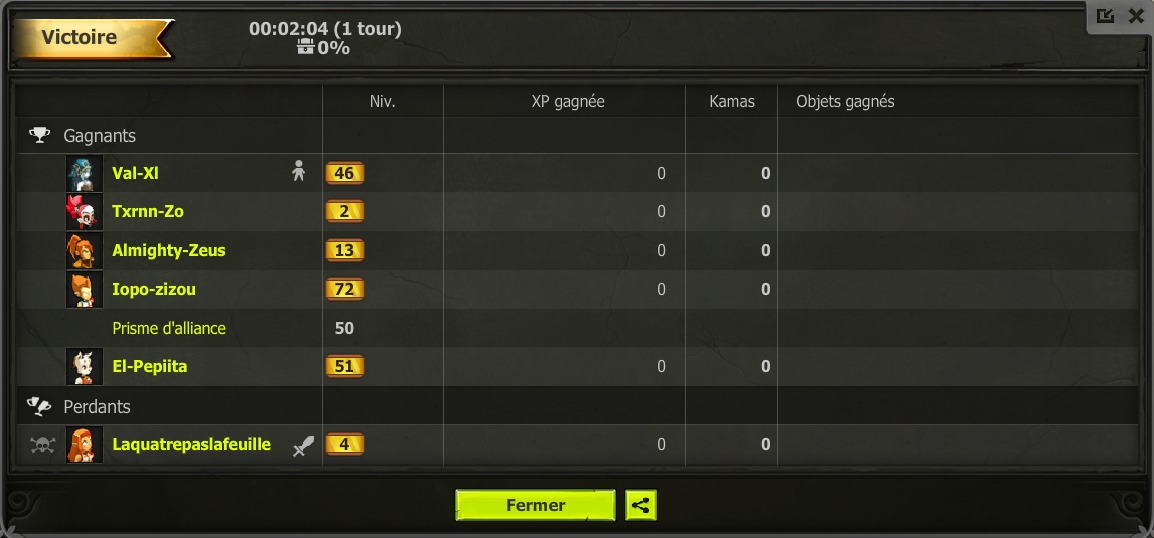 Victoire
00:02:04 (1 tour)
0%
Niv. XP gagnée Kamas Objets gagnés
Gagnants
Val-Xl 46 0 0
Txrnn-Zo 2 0 0
Almighty-Zeus 13 0 0
Iopo-zizou 72 0 0
Prisme d'alliance 50
El-Pepiita 51 0 0
Perdants
Laquatrepaslafeuille 4 0 0
Fermer